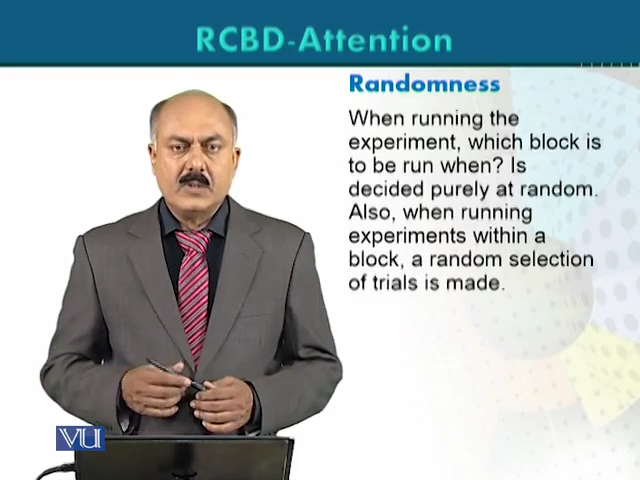 RCBD-Attention
Randomness
When running the
experiment, which block is
to be run when? Is
decided purely at random.
Also, when running
experiments within a
block, a random selection
of trials is made.
VU